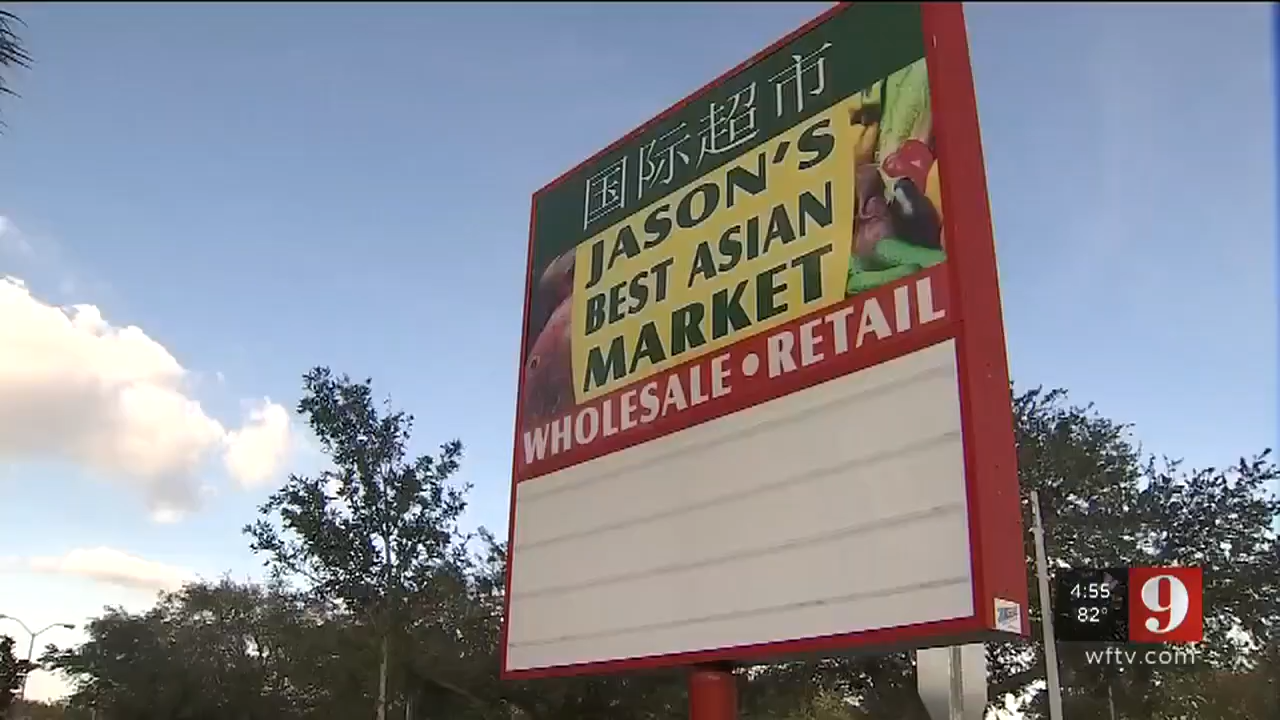 国际超市
JASON'S
BEST ASIAN
MARKET
WHOLESALE • RETAIL
4:55
82°
9
wftv.com